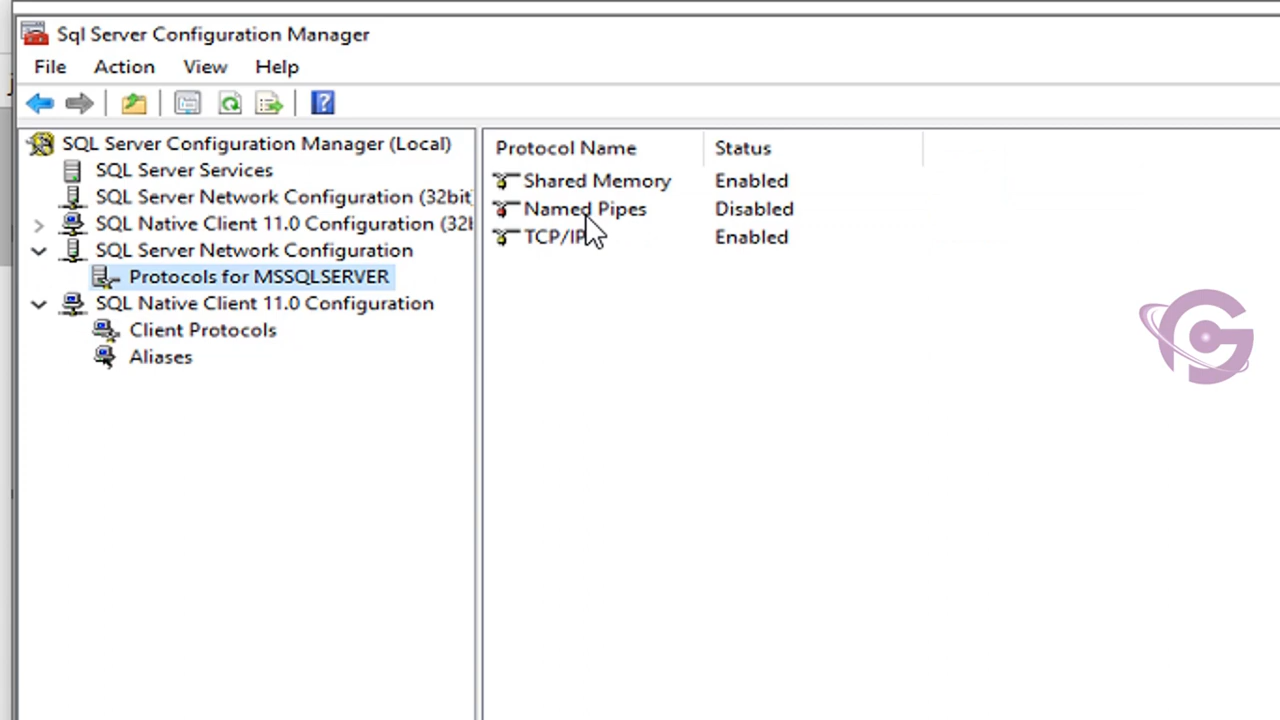 Sql Server Configuration Manager
File Action View Help
SQL Server Configuration Manager (Local)
SQL Server Services
SQL Server Network Configuration (32bit
SQL Native Client 11.0 Configuration (32b
SQL Server Network Configuration
Protocols for MSSQLSERVER
SQL Native Client 11.0 Configuration
Client Protocols
Aliases
Protocol Name Status
Shared Memory Enabled
Named Pipes Disabled
TCP/IP Enabled